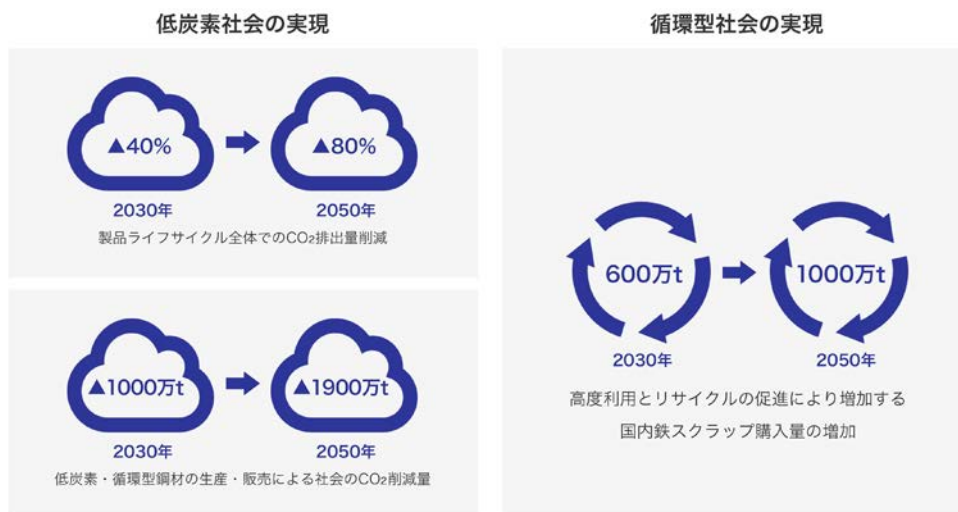 低炭素社会の実現
▲40%
▲80%
2030年
2050年
製品ライフサイクル全体でのCO₂排出量削減
▲1000万t
▲1900万t
2030年
2050年
低炭素・循環型鋼材の生産・販売による社会のCO₂削減量
循環型社会の実現
600万t
1000万t
2030年
2050年
高度利用とリサイクルの促進により増加する
国内鉄スクラップ購入量の増加